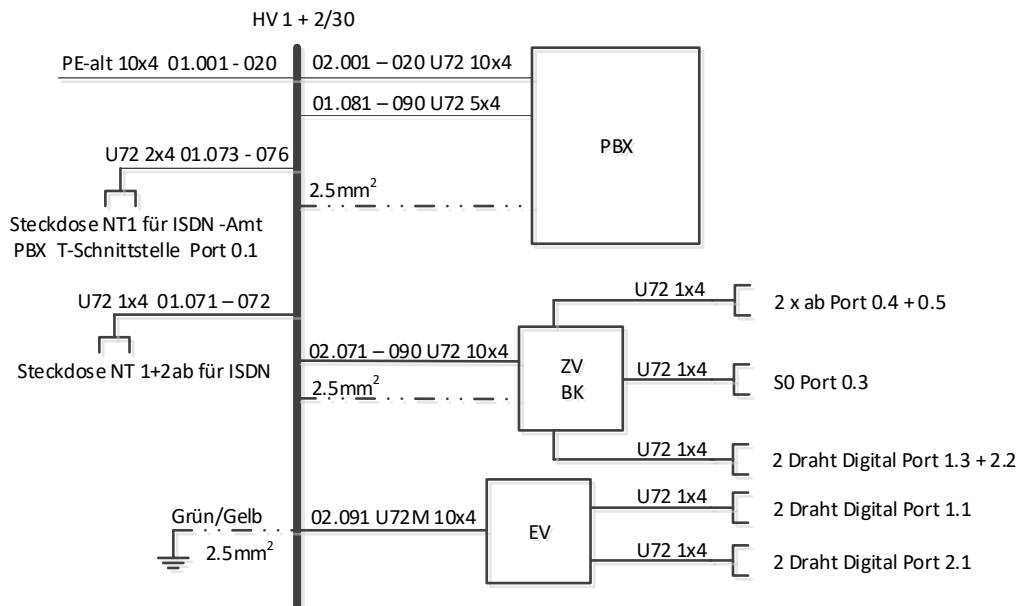 HV 1 + 2/30
PE-alt 10x4 01.001 - 020
02.001 – 020 U72 10x4
01.081 – 090 U72 5x4
PBX
U72 2x4 01.073 - 076
2.5mm²
Steckdose NT1 für ISDN -Amt
PBX T-Schnittstelle Port 0.1
U72 1x4 01.071 – 072
Steckdose NT 1+2ab für ISDN
02.071 – 090 U72 10x4
2.5mm²
ZV
BK
U72 1x4
2 x ab Port 0.4 + 0.5
U72 1x4
S0 Port 0.3
U72 1x4
2 Draht Digital Port 1.3 + 2.2
Grün/Gelb
2.5mm²
02.091 U72M 10x4
EV
U72 1x4
2 Draht Digital Port 1.1
U72 1x4
2 Draht Digital Port 2.1